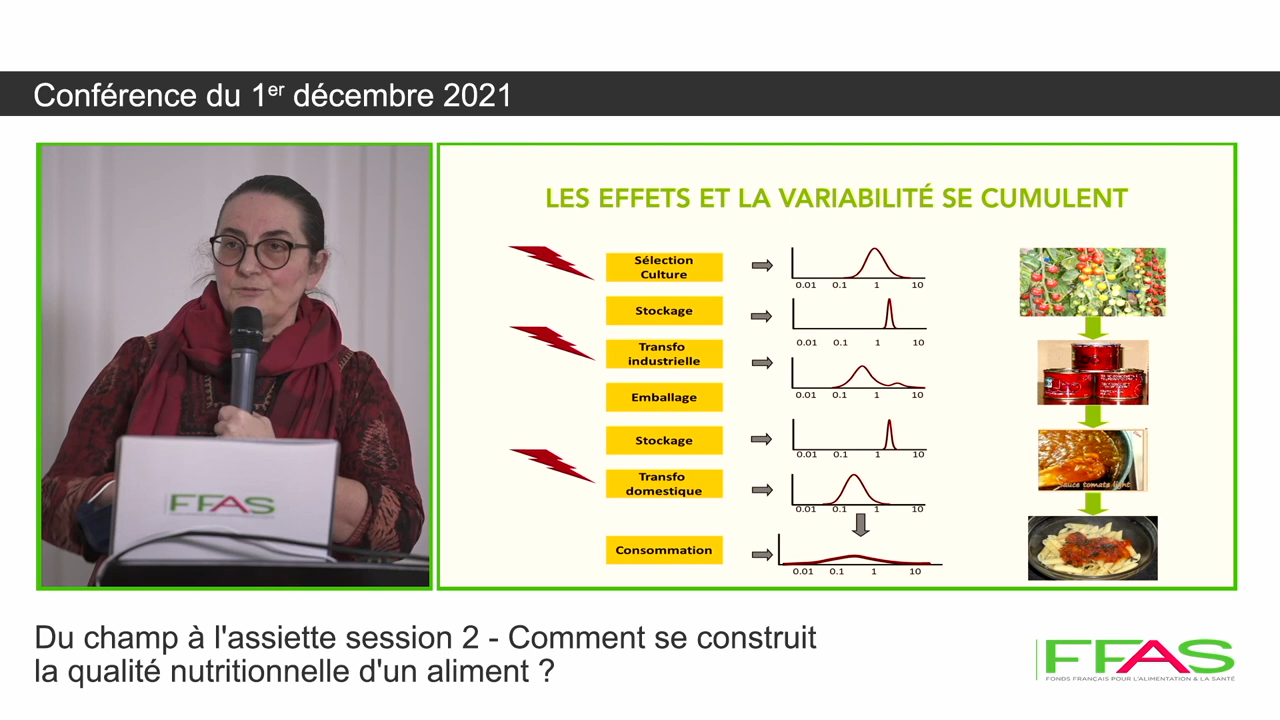 Conférence du 1er décembre 2021
LES EFFETS ET LA VARIABILITÉ SE CUMULENT
Sélection
Culture
0.01 0.1 1 10
Stockage
0.01 0.1 1 10
Transfo
industrielle
0.01 0.1 1 10
Emballage
Stockage
0.01 0.1 1 10
Transfo
domestique
0.01 0.1 1 10
Consommation
0.01 0.1 1 10
Sauce tomate light
FFAS
Du champ à l'assiette session 2 - Comment se construit
la qualité nutritionnelle d'un aliment ?
FFAS
FONDS FRANÇAIS POUR L'ALIMENTATION & LA SANTÉ